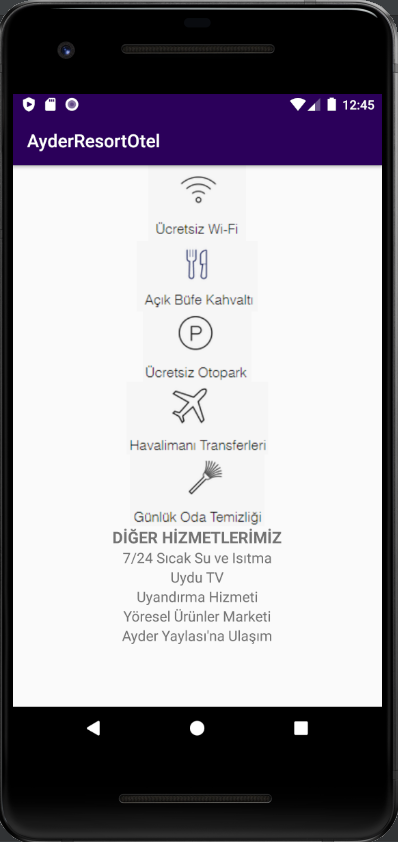 12:45
AyderResortOtel
Ücretsiz Wi-Fi
Açık Büfe Kahvaltı
P
Ücretsiz Otopark
Havalimanı Transferleri
Günlük Oda Temizliği
DİĞER HİZMETLERİMİZ
7/24 Sıcak Su ve Isıtma
Uydu TV
Uyandırma Hizmeti
Yöresel Ürünler Marketi
Ayder Yaylası'na Ulaşım